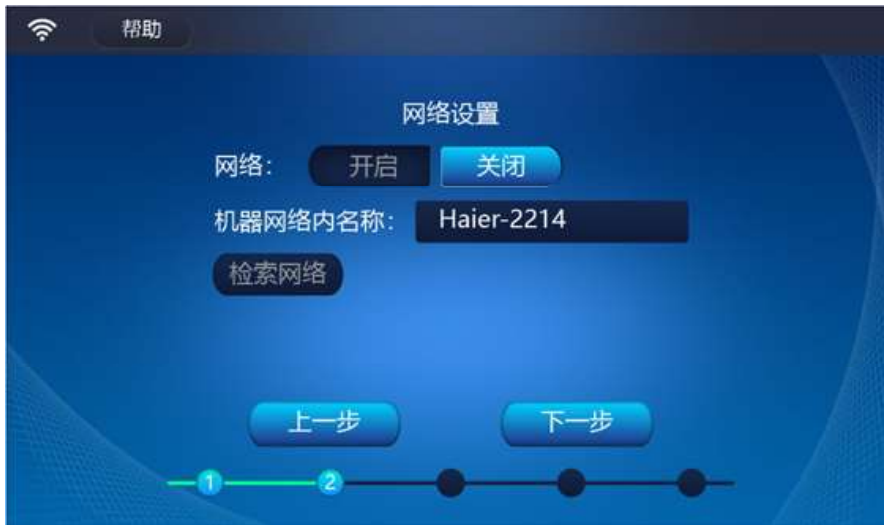 帮助
网络设置
网络： 开启 关闭
机器网络内名称： Haier-2214
检索网络
上一步 下一步
1 2